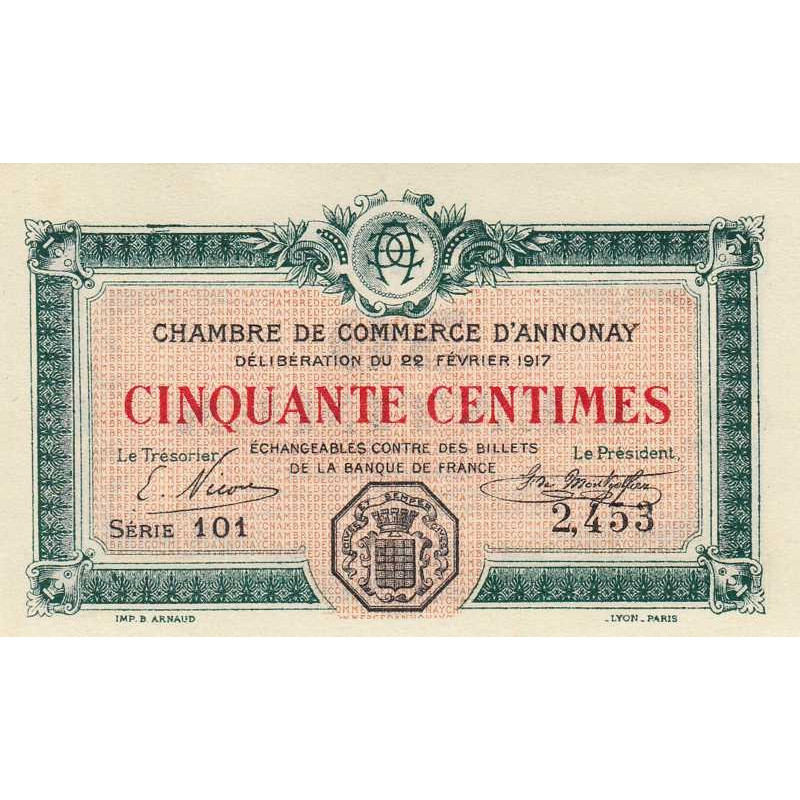 CHAMBRE DE COMMERCE D'ANNONAY
DÉLIBÉRATION DU 22 FÉVRIER 1917
CINQUANTE CENTIMES
ÉCHANGEABLES CONTRE DES BILLETS
DE LA BANQUE DE FRANCE
Le Trésorier,
Le Président,
SÉRIE 101
2,453
IMP. B. ARNAUD
LYON - PARIS